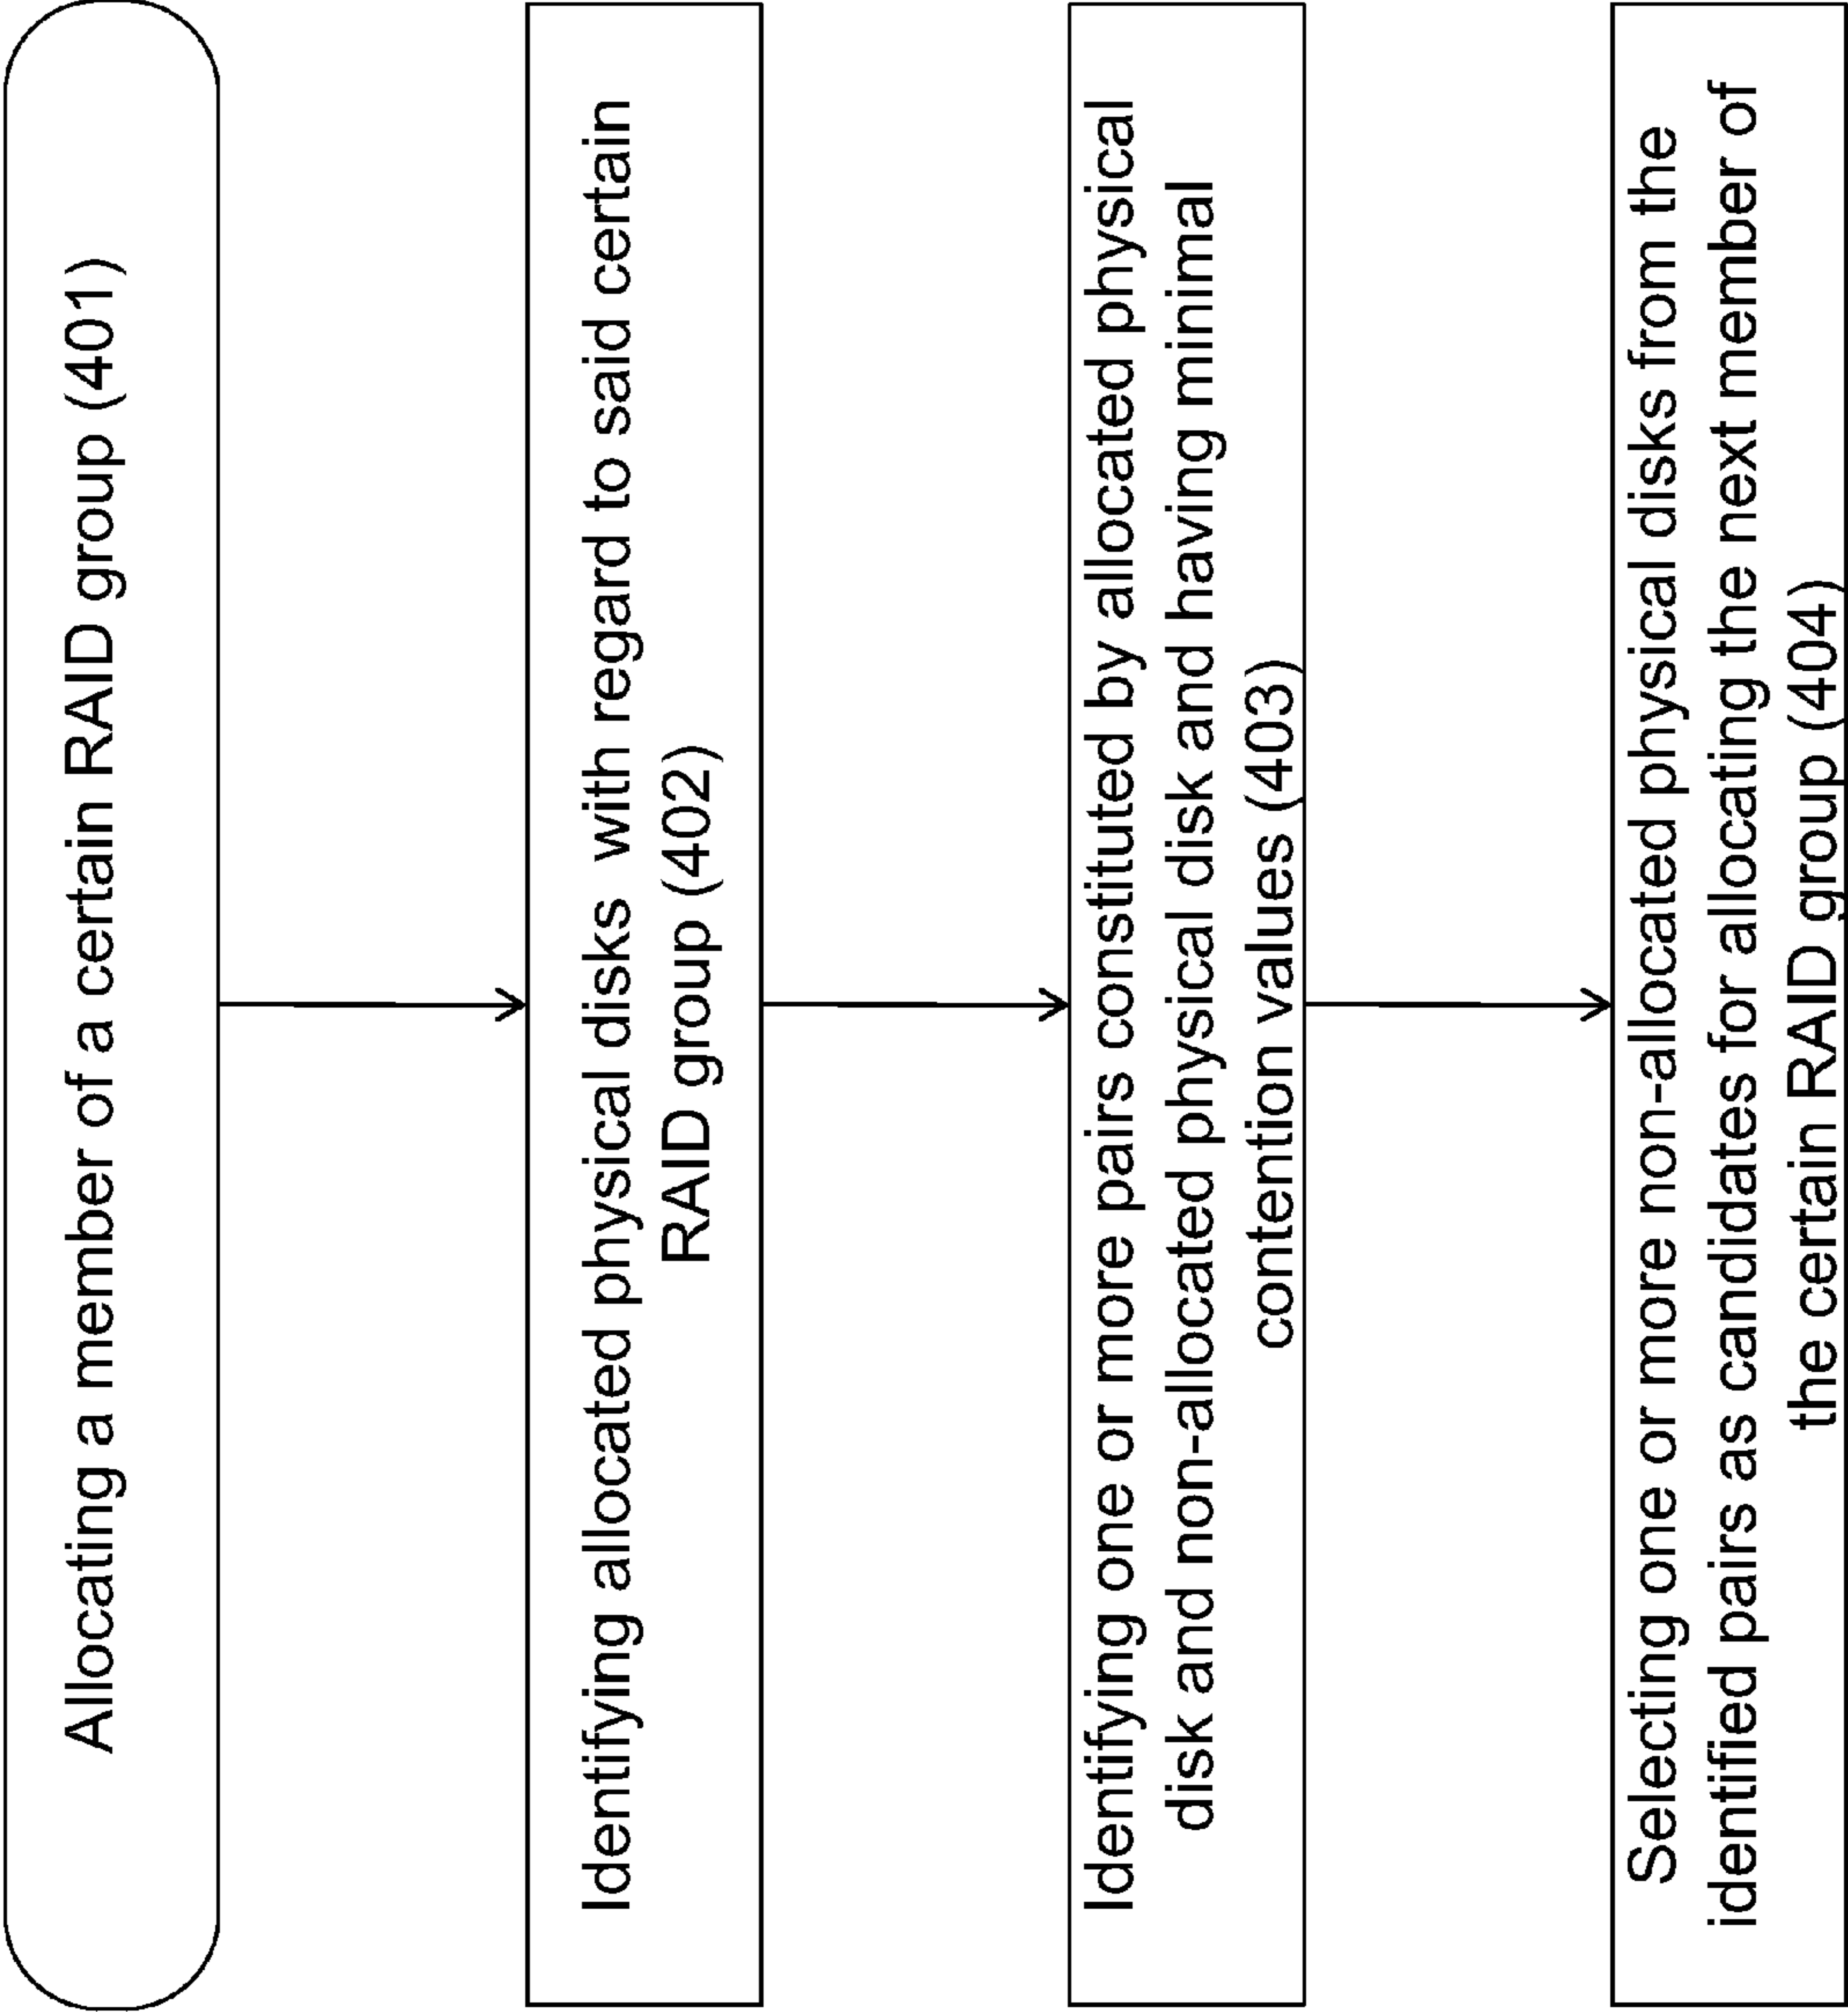 Allocating a member of a certain RAID group (401)
Identifying allocated physical disks with regard to said certain
RAID group (402)
Identifying one or more pairs constituted by allocated physical
disk and non-allocated physical disk and having minimal
contention values (403)
Selecting one or more non-allocated physical disks from the
identified pairs as candidates for allocating the next member of
the certain RAID group (404)